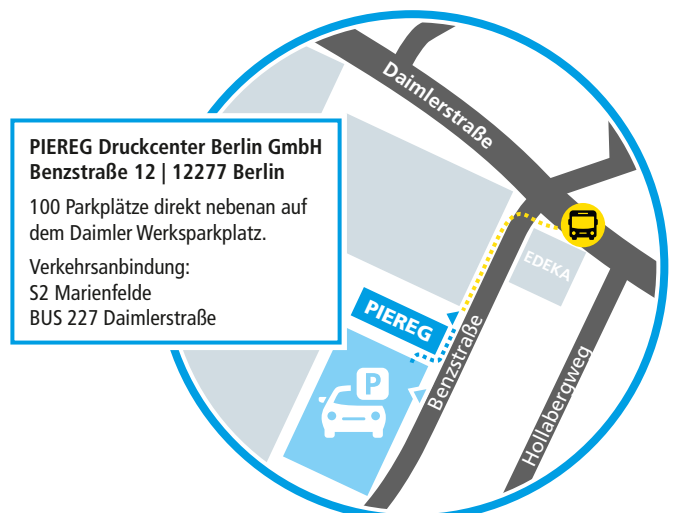 PIEREG Druckcenter Berlin GmbH
Benzstraße 12 | 12277 Berlin
100 Parkplätze direkt nebenan auf
dem Daimler Werksparkplatz.
Verkehrsanbindung:
S2 Marienfelde
BUS 227 Daimlerstraße
Daimlerstraße
EDEKA
PIEREG
Benzstraße
Hollabergweg
P